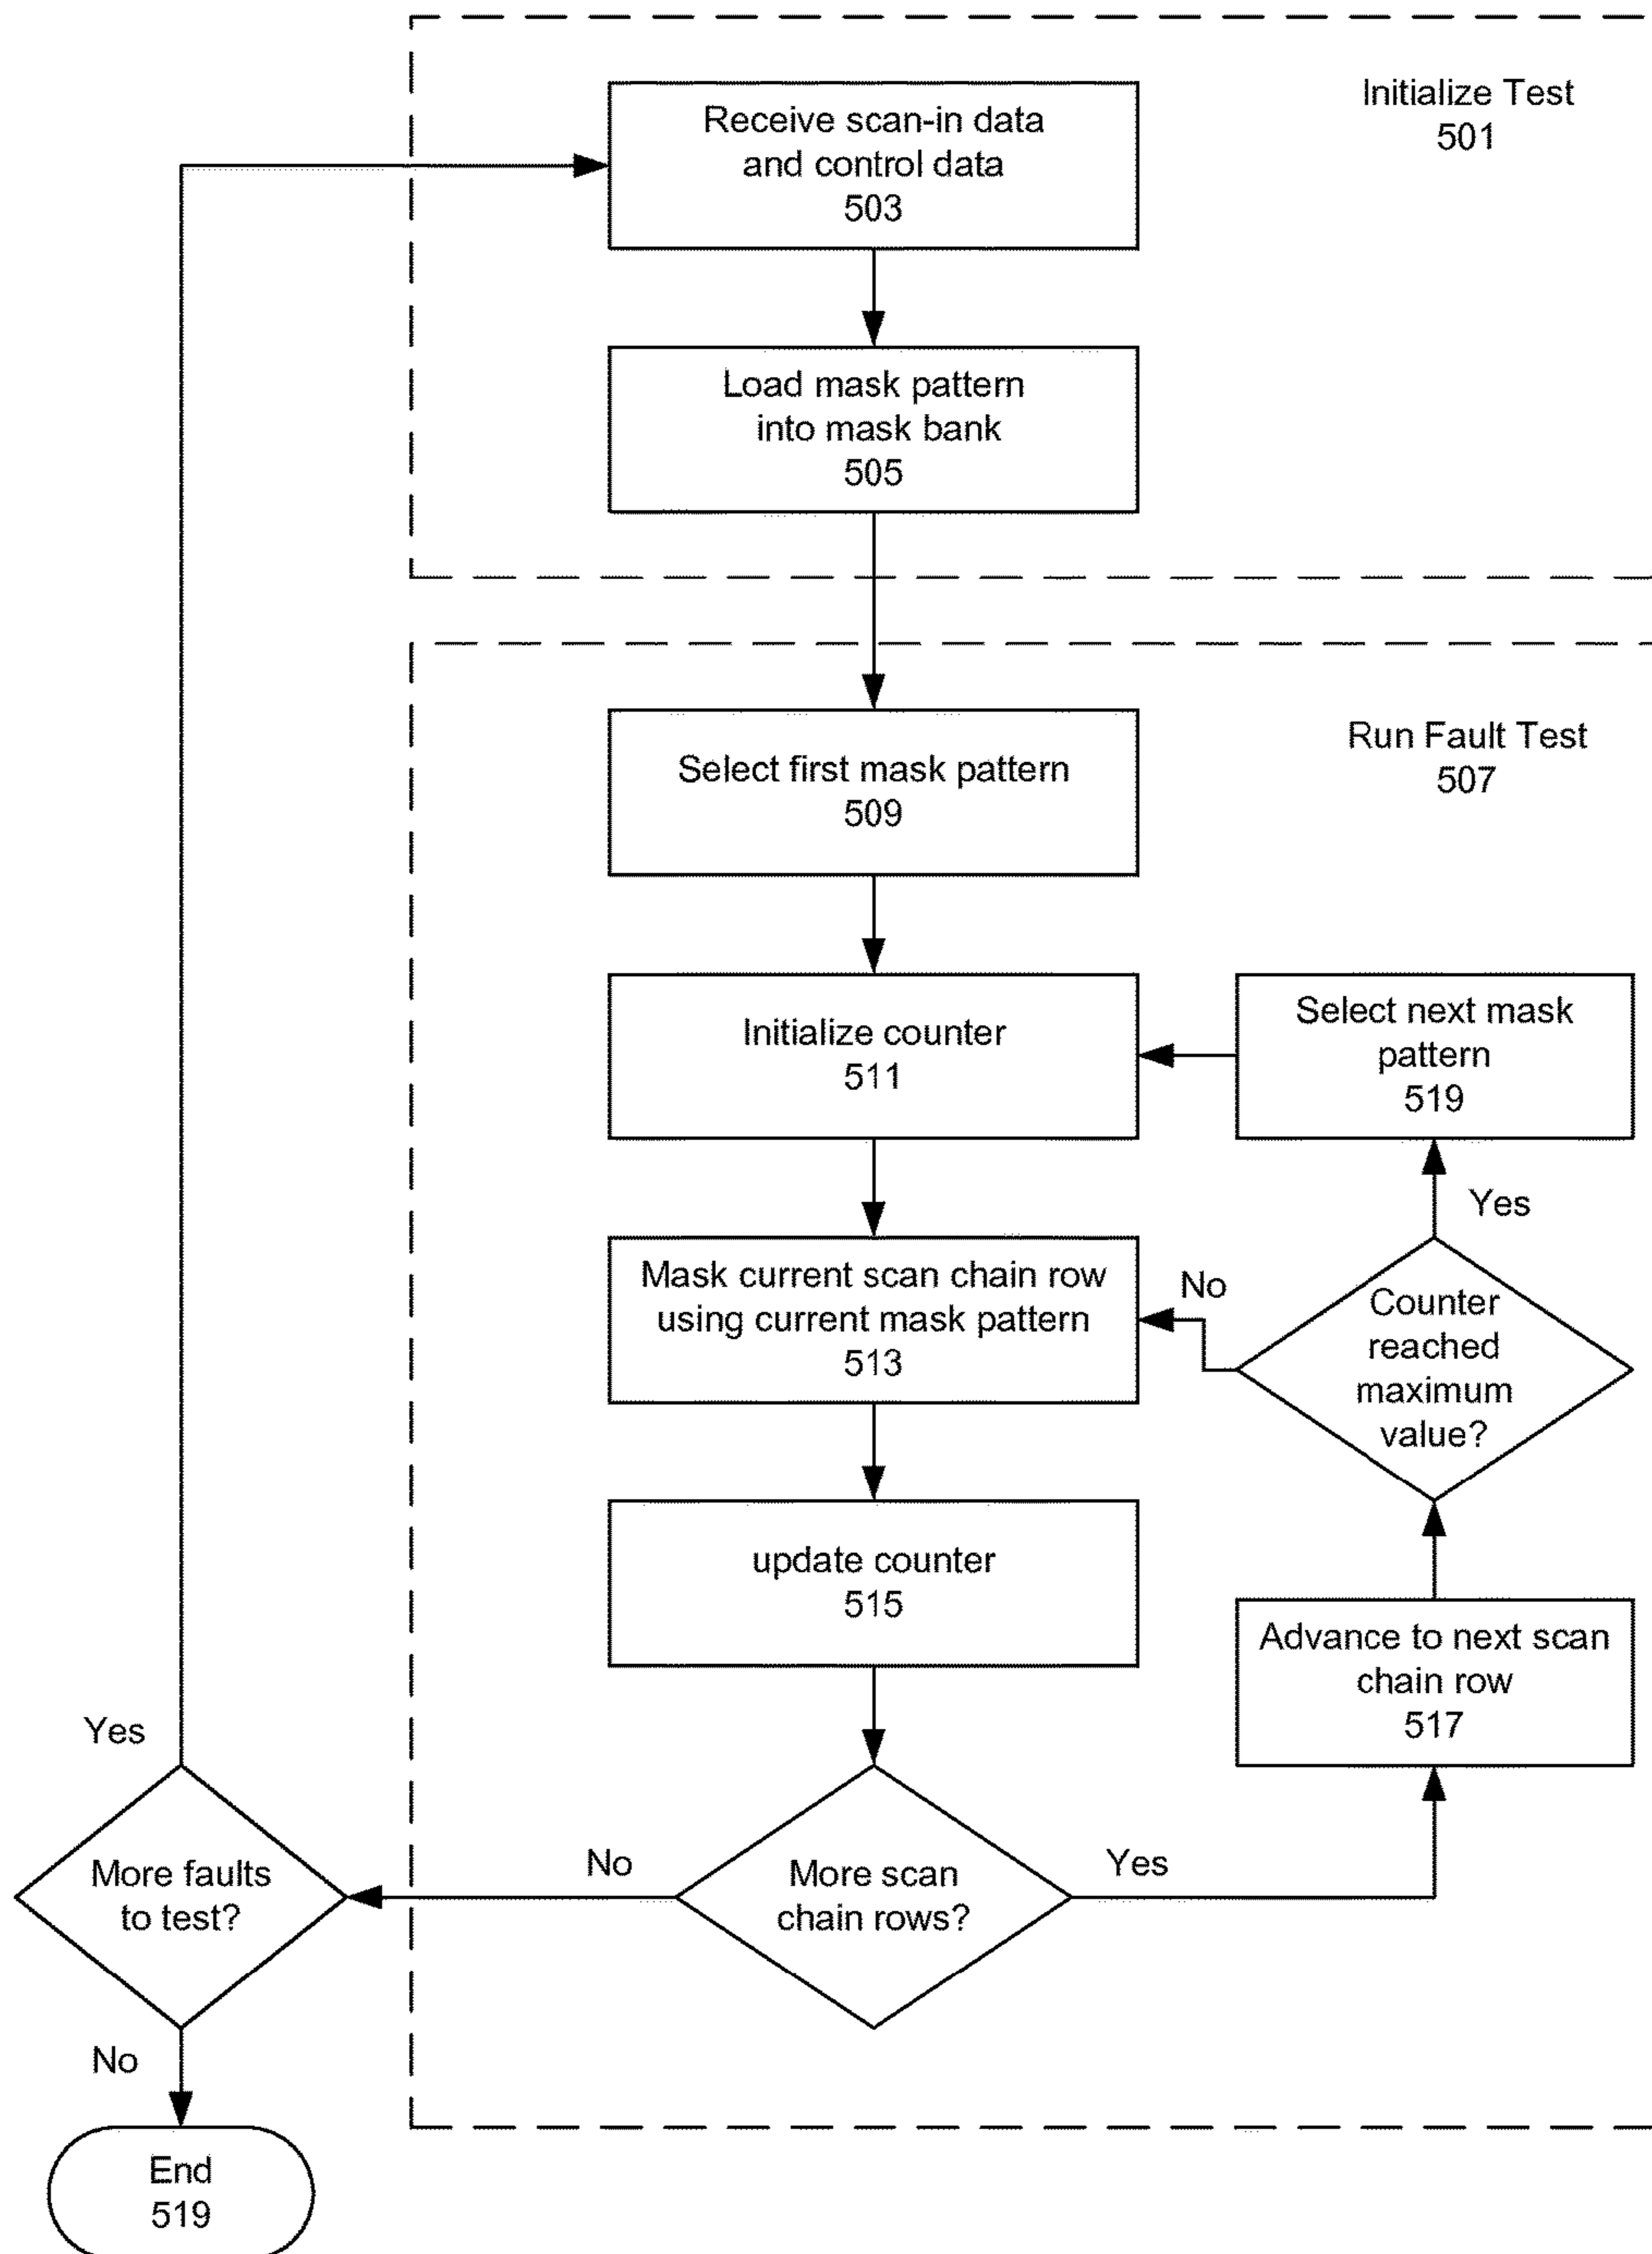 Initialize Test
501
Receive scan-in data
and control data
503
Load mask pattern
into mask bank
505
Run Fault Test
507
Select first mask pattern
509
Initialize counter
511
Select next mask
pattern
519
Yes
Mask current scan chain row
using current mask pattern
513
No
Counter
reached
maximum
value?
update counter
515
Advance to next scan
chain row
517
Yes
More faults
to test?
No
More scan
chain rows?
Yes
No
End
519